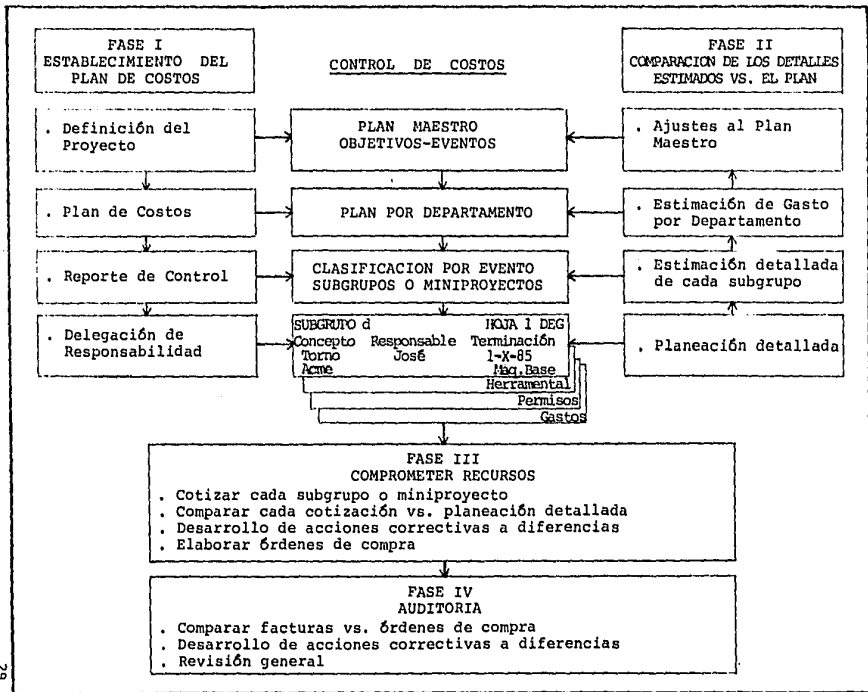 FASE I
ESTABLECIMIENTO DEL
PLAN DE COSTOS
CONTROL DE COSTOS
FASE II
COMPARACION DE LOS DETALLES
ESTIMADOS VS. EL PLAN
. Definición del
Proyecto
PLAN MAESTRO
OBJETIVOS-EVENTOS
. Ajustes al Plan
Maestro
. Plan de Costos
PLAN POR DEPARTAMENTO
. Estimación de Gasto
por Departamento
. Reporte de Control
CLASIFICACION POR EVENTO
SUBGRUPOS O MINIPROYECTOS
. Estimación detallada
de cada subgrupo
. Delegación de
Responsabilidad
SUBGRUPO d HOJA 1 DEG
Concepto Responsable Terminación
Torno José 1-X-85
Acme Maq.Base
Herramental
Permisos
Gastos
. Planeación detallada
FASE III
COMPROMETER RECURSOS
. Cotizar cada subgrupo o miniproyecto
. Comparar cada cotización vs. planeación detallada
. Desarrollo de acciones correctivas a diferencias
. Elaborar órdenes de compra
FASE IV
AUDITORIA
. Comparar facturas vs. órdenes de compra
. Desarrollo de acciones correctivas a diferencias
. Revisión general
29